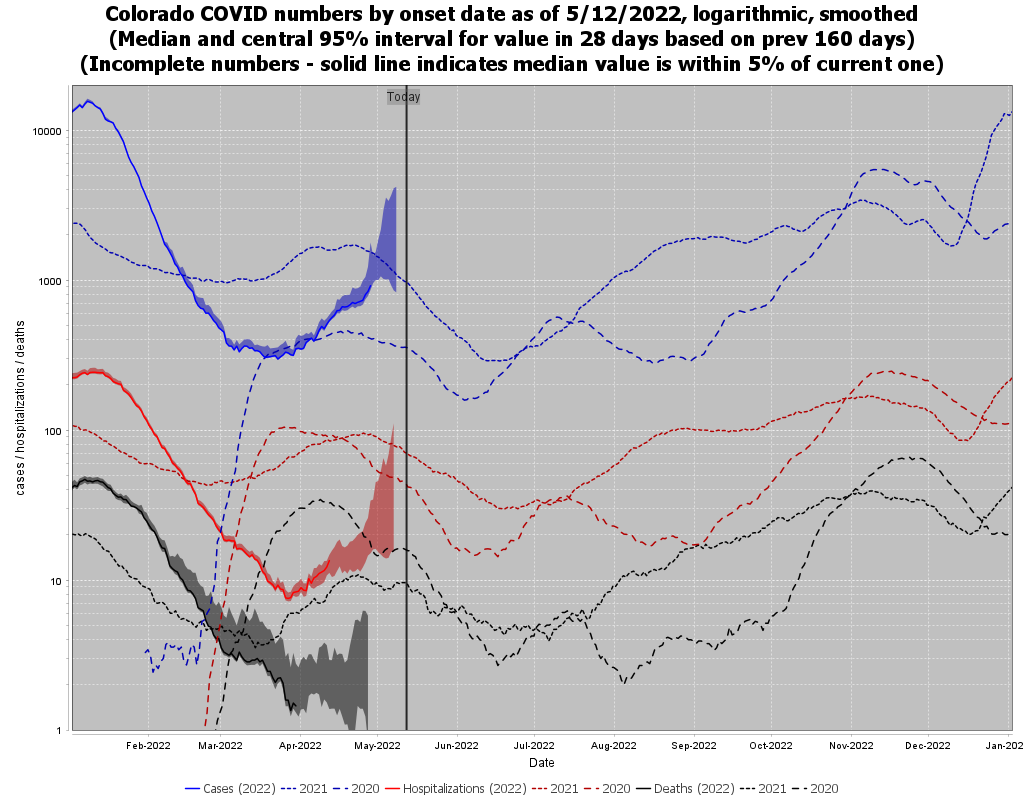 Colorado COVID numbers by onset date as of 5/12/2022, logarithmic, smoothed
(Median and central 95% interval for value in 28 days based on prev 160 days)
(Incomplete numbers - solid line indicates median value is within 5% of current one)
Today
10000
1000
100
10
1
cases / hospitalizations / deaths
Feb-2022 Mar-2022 Apr-2022 May-2022 Jun-2022 Jul-2022 Aug-2022 Sep-2022 Oct-2022 Nov-2022 Dec-2022 Jan-202
Date
Cases (2022) 2021 2020 Hospitalizations (2022) 2021 2020 Deaths (2022) 2021 2020